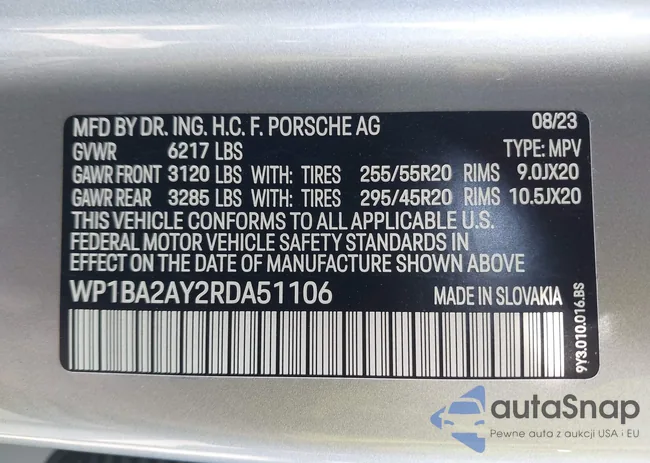 MFD BY DR. ING. H.C. F. PORSCHE AG 08/23
GVWR 6217 LBS TYPE: MPV
GAWR FRONT 3120 LBS WITH: TIRES 255/55R20 RIMS 9.0JX20
GAWR REAR 3285 LBS WITH: TIRES 295/45R20 RIMS 10.5JX20
THIS VEHICLE CONFORMS TO ALL APPLICABLE U.S.
FEDERAL MOTOR VEHICLE SAFETY STANDARDS IN
EFFECT ON THE DATE OF MANUFACTURE SHOWN ABOVE
WP1BA2AY2RDA51106 MADE IN SLOVAKIA
9Y3.010.016.BS
autoSnap
Pewne auta z aukcji USA i EU